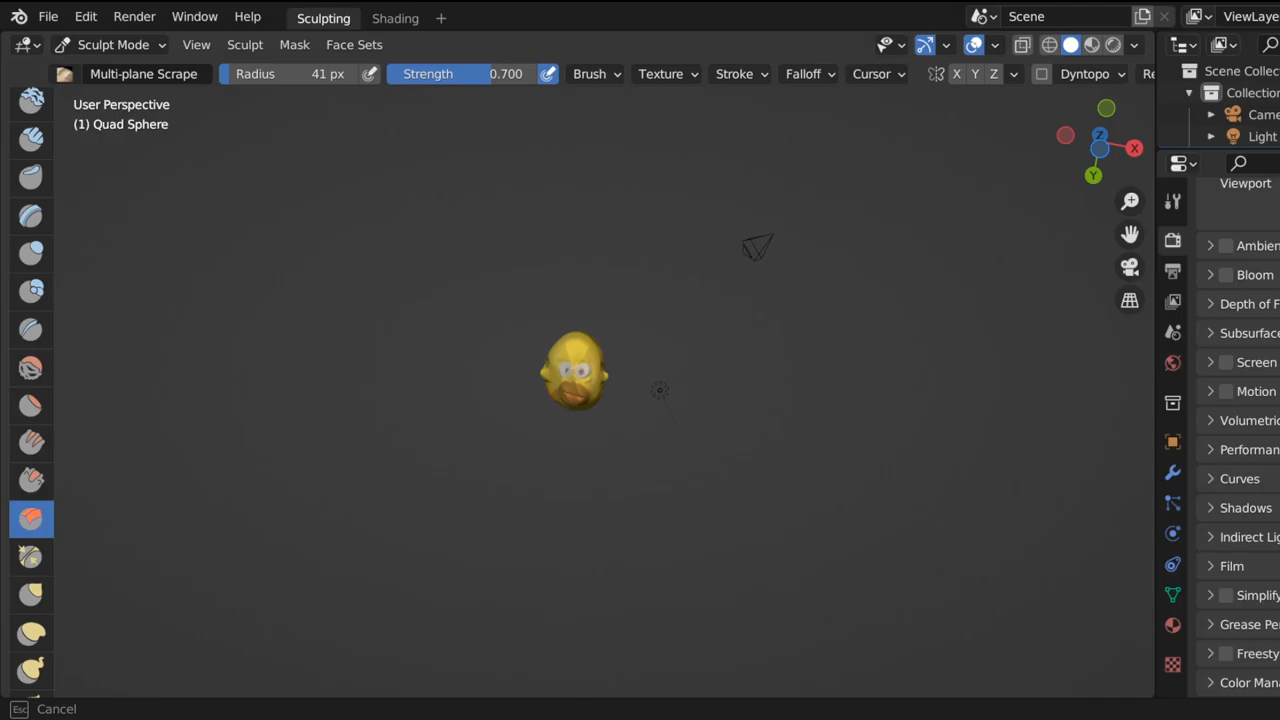 File Edit Render Window Help Sculpting Shading + Scene ViewLaye
Sculpt Mode View Sculpt Mask Face Sets
Multi-plane Scrape Radius 41 px Strength 0.700 Brush Texture Stroke Falloff Cursor X Y Z Dyntopo Re
User Perspective
(1) Quad Sphere
Z
X
Y
Scene Collec
Collection
Came
Light
Viewport
Ambien
Bloom
Depth of F
Subsurfac
Screen
Motion
Volumetric
Performan
Curves
Shadows
Indirect Lig
Film
Simplify
Grease Pe
Freesty
Color Man
Esc Cancel